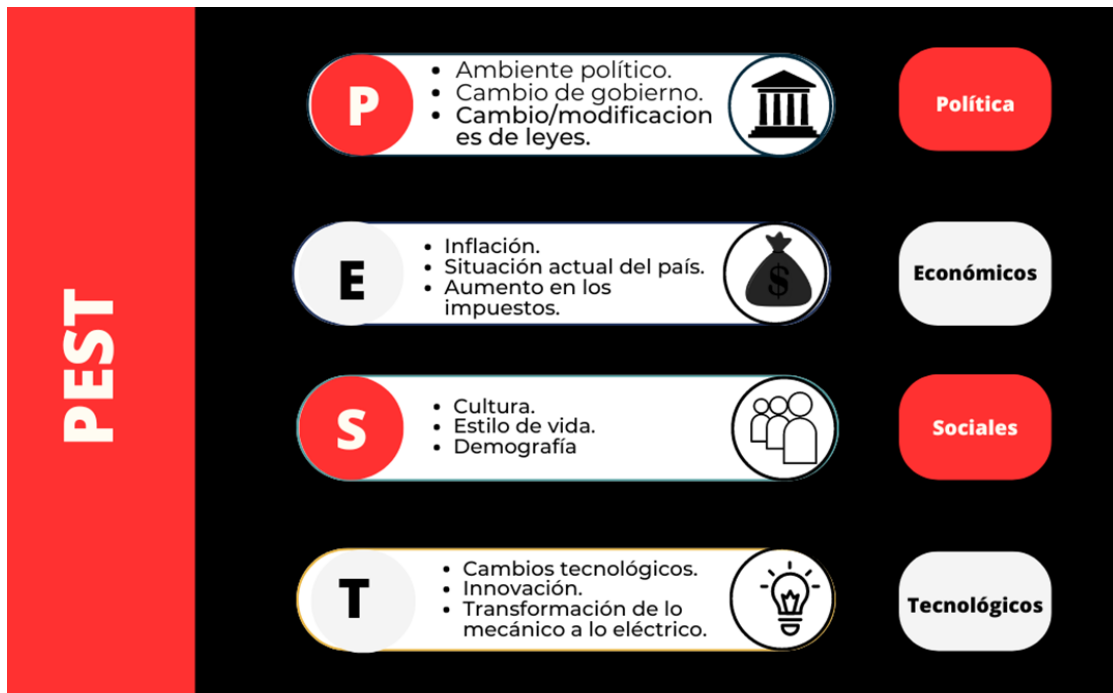 PEST
P
• Ambiente político.
• Cambio de gobierno.
• Cambio/modificacion
es de leyes.
Política
E
• Inflación.
• Situación actual del país.
• Aumento en los
impuestos.
$
Económicos
S
• Cultura.
• Estilo de vida.
• Demografía
Sociales
T
• Cambios tecnológicos.
• Innovación.
• Transformación de lo
mecánico a lo eléctrico.
Tecnológicos